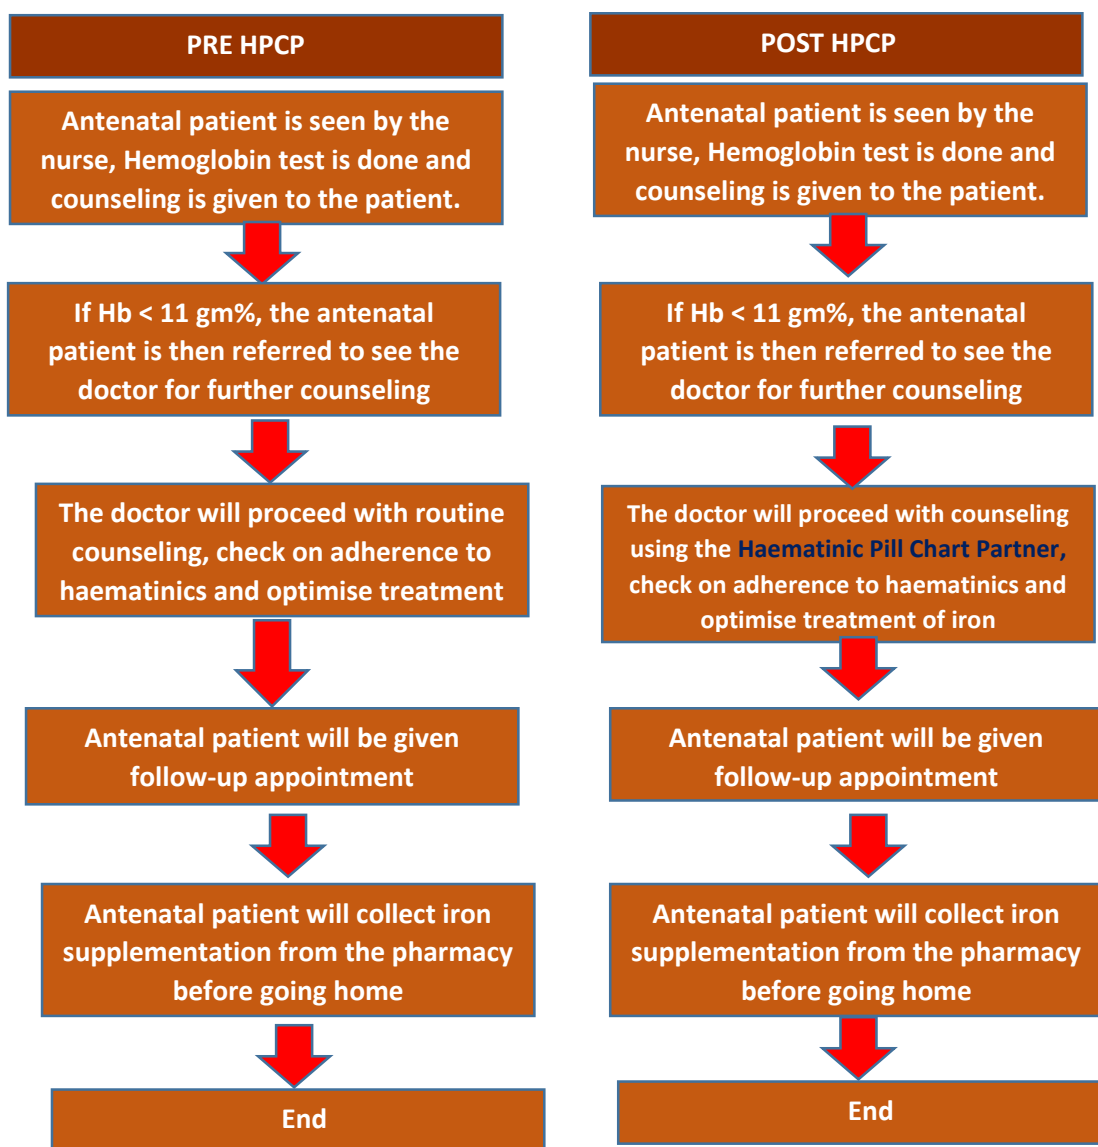 PRE HPCP
Antenatal patient is seen by the
nurse, Hemoglobin test is done and
counseling is given to the patient.
If Hb < 11 gm%, the antenatal
patient is then referred to see the
doctor for further counseling
The doctor will proceed with routine
counseling, check on adherence to
haematinics and optimise treatment
Antenatal patient will be given
follow-up appointment
Antenatal patient will collect iron
supplementation from the pharmacy
before going home
End
POST HPCP
Antenatal patient is seen by the
nurse, Hemoglobin test is done and
counseling is given to the patient.
If Hb < 11 gm%, the antenatal
patient is then referred to see the
doctor for further counseling
The doctor will proceed with counseling
using the Haematinic Pill Chart Partner,
check on adherence to haematinics and
optimise treatment of iron
Antenatal patient will be given
follow-up appointment
Antenatal patient will collect iron
supplementation from the pharmacy
before going home
End